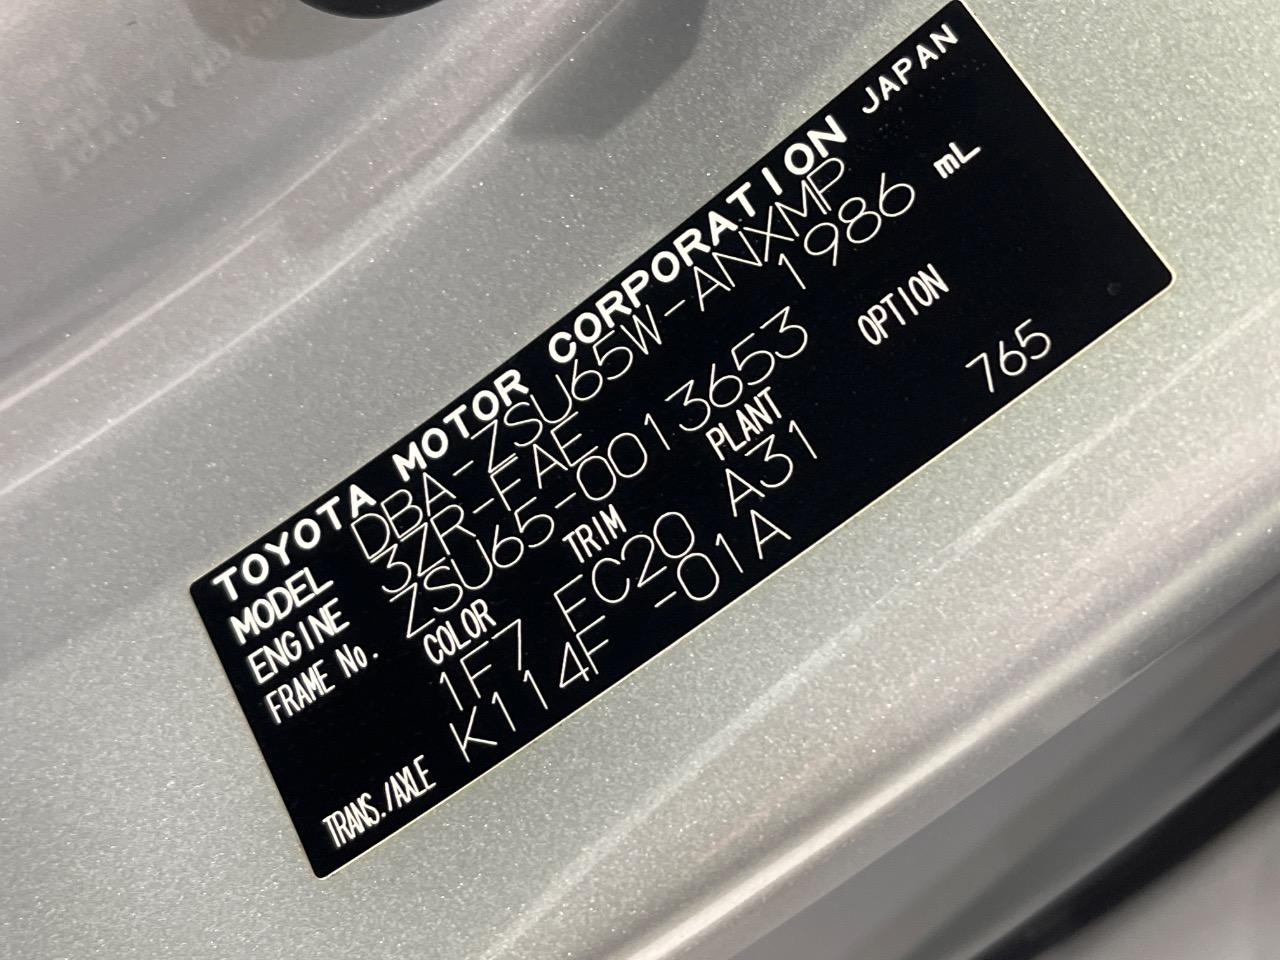 TOYOTA MOTOR CORPORATION JAPAN
MODEL DBA-ZSU65W-ANXMP
ENGINE 3ZR-FAE 1986 mL
FRAME No. ZSU65-0013653
COLOR TRIM PLANT OPTION
1F7 FC20 A31 765
TRANS./AXLE K114F -01A